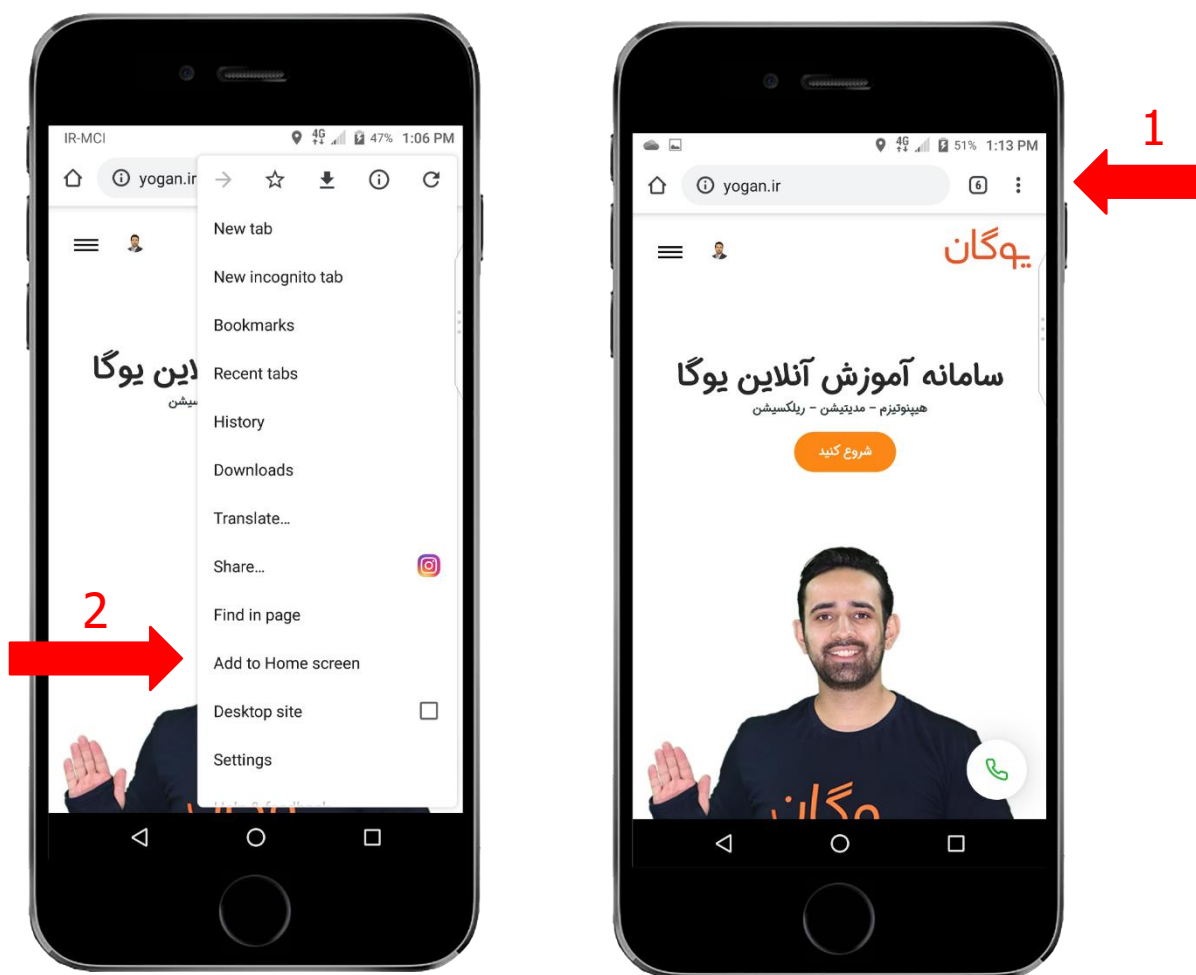 IR-MCI
4G
47%
1:06 PM
yogan.ir
New tab
New incognito tab
Bookmarks
Recent tabs
History
Downloads
Translate...
Share...
Find in page
Add to Home screen
Desktop site
Settings
یوگا
2
1
4G
51%
1:13 PM
yogan.ir
6
یوگان
سامانه آموزش آنلاین یوگا
هیپنوتیزم - مدیتیشن - ریلکسیشن
شروع کنید